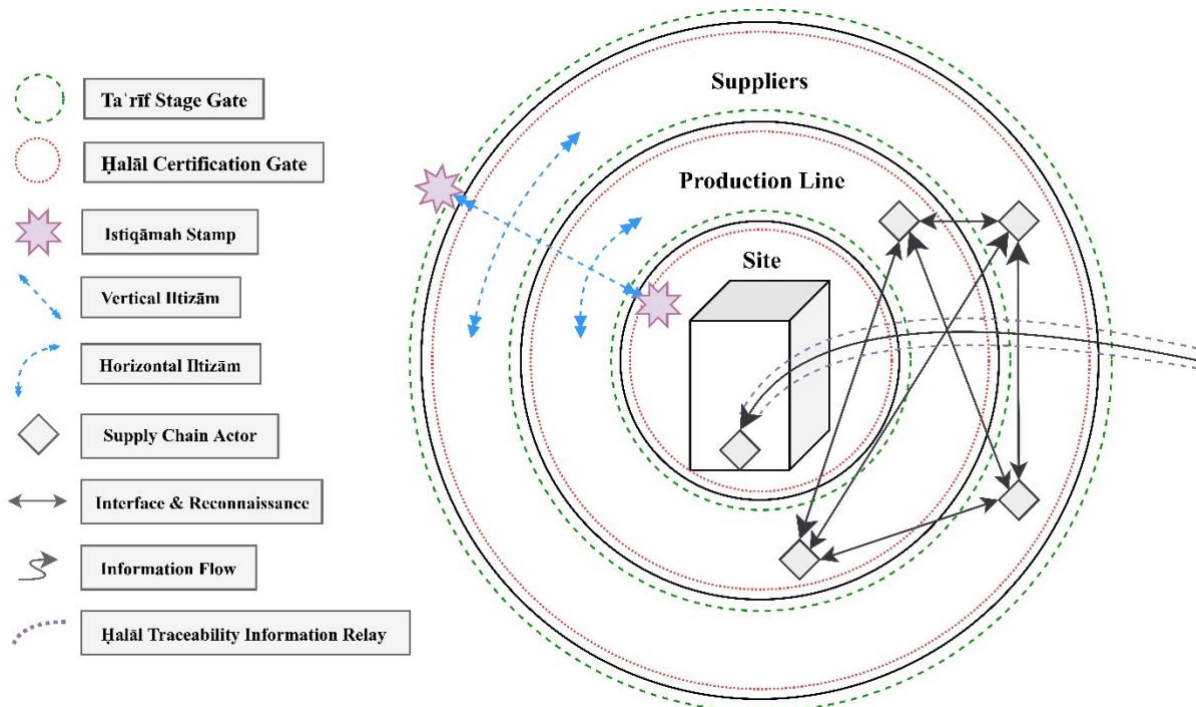 Taʿrīf Stage Gate
Ḥalāl Certification Gate
Istiqāmah Stamp
Vertical Iltizām
Horizontal Iltizām
Supply Chain Actor
Interface & Reconnaissance
Information Flow
Ḥalāl Traceability Information Relay
Suppliers
Production Line
Site